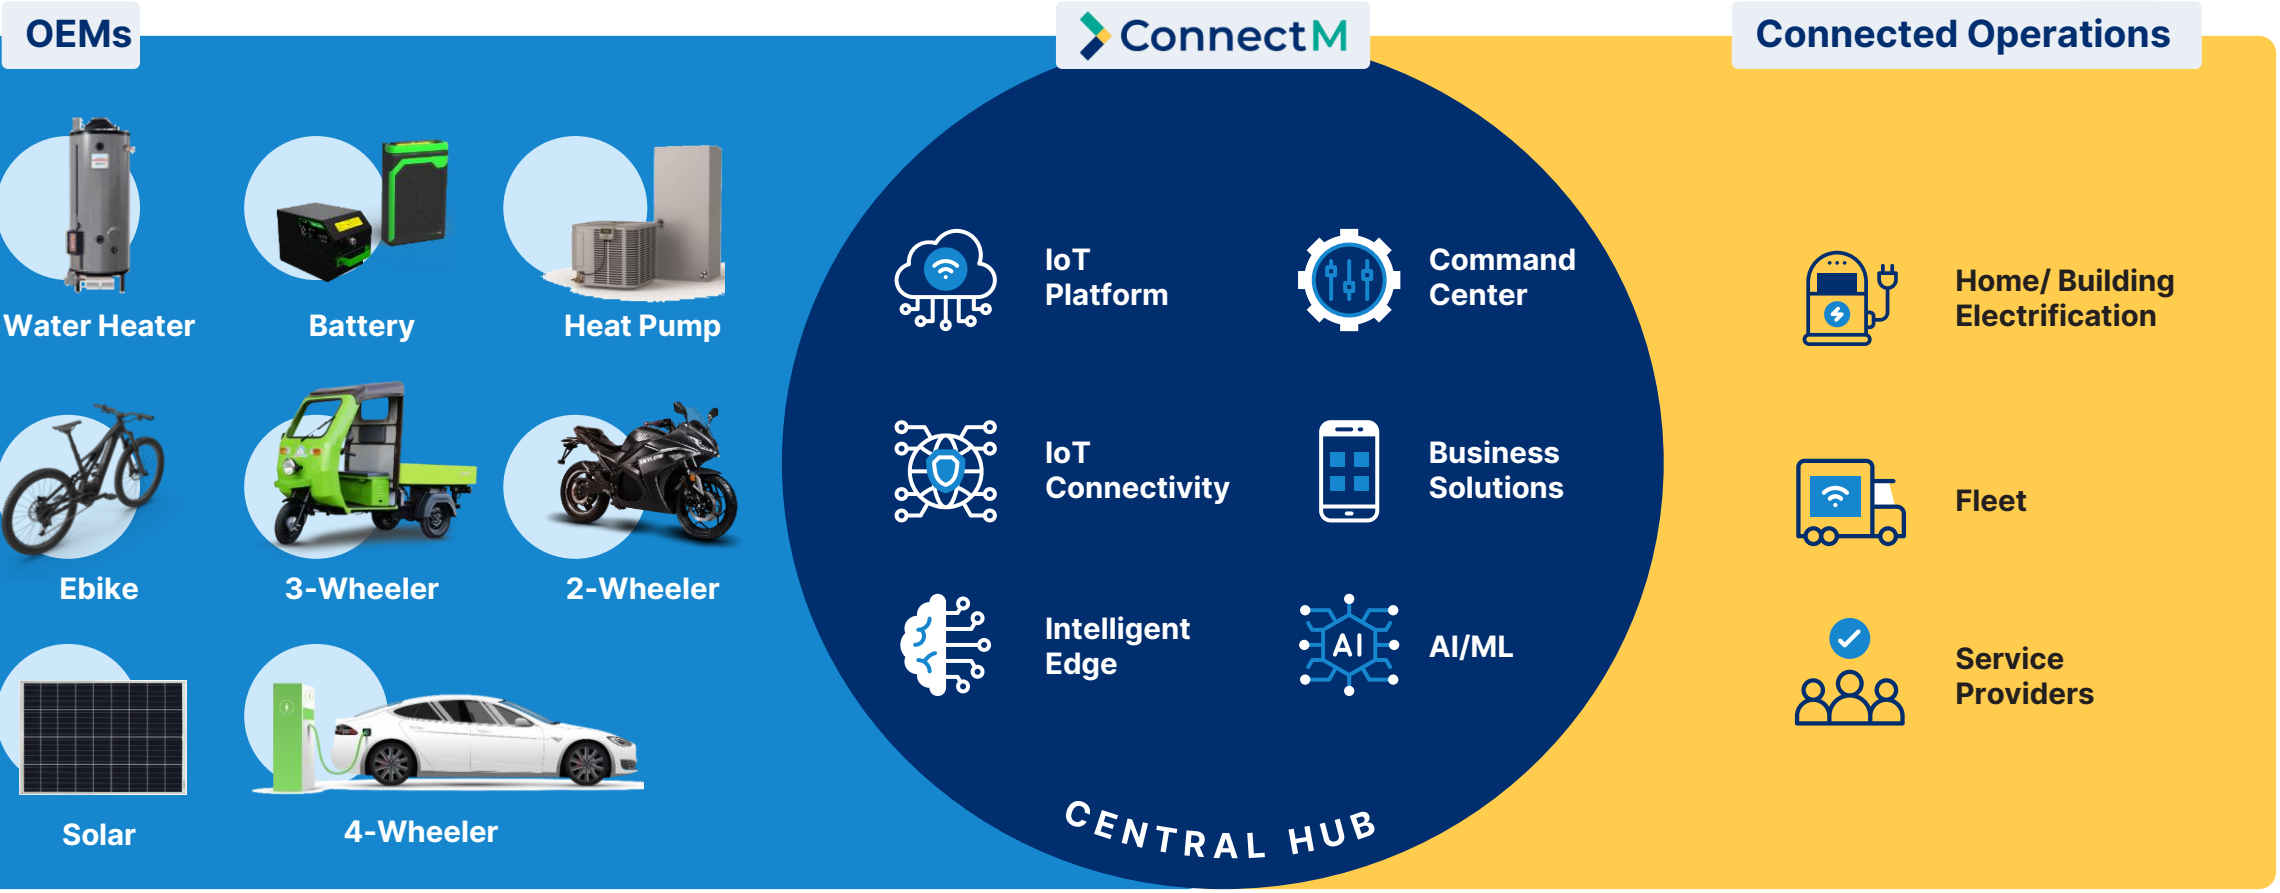 OEMs
ConnectM
Connected Operations
Water Heater
Battery
Heat Pump
Ebike
3-Wheeler
2-Wheeler
Solar
4-Wheeler
IoT
Platform
Command
Center
IoT
Connectivity
Business
Solutions
Intelligent
Edge
AI
AI/ML
CENTRAL HUB
Home/ Building
Electrification
Fleet
Service
Providers